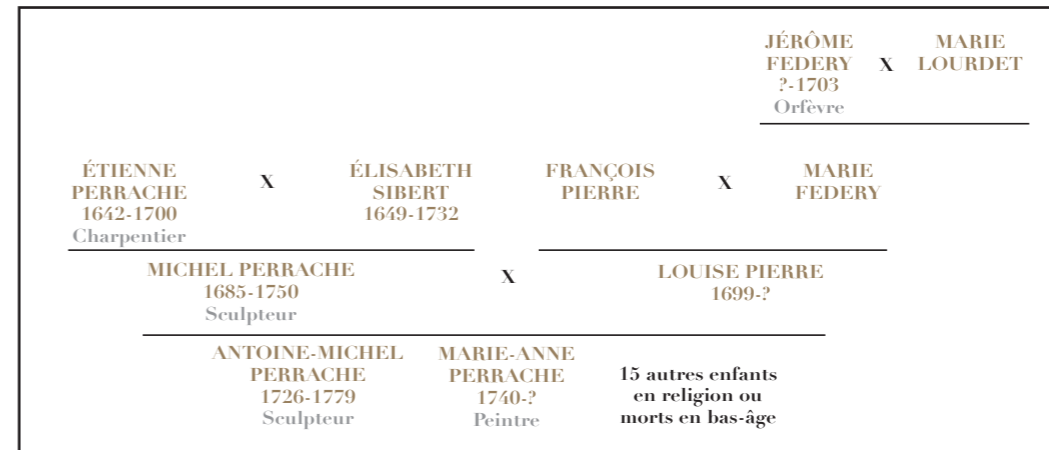 JÉRÔME
FEDERY
?-1703
Orfèvre
X
MARIE
LOURDET
ÉTIENNE
PERRACHE
1642-1700
Charpentier
X
ÉLISABETH
SIBERT
1649-1732
FRANÇOIS
PIERRE
X
MARIE
FEDERY
MICHEL PERRACHE
1685-1750
Sculpteur
X
LOUISE PIERRE
1699-?
ANTOINE-MICHEL
PERRACHE
1726-1779
Sculpteur
MARIE-ANNE
PERRACHE
1740-?
Peintre
15 autres enfants
en religion ou
morts en bas-âge